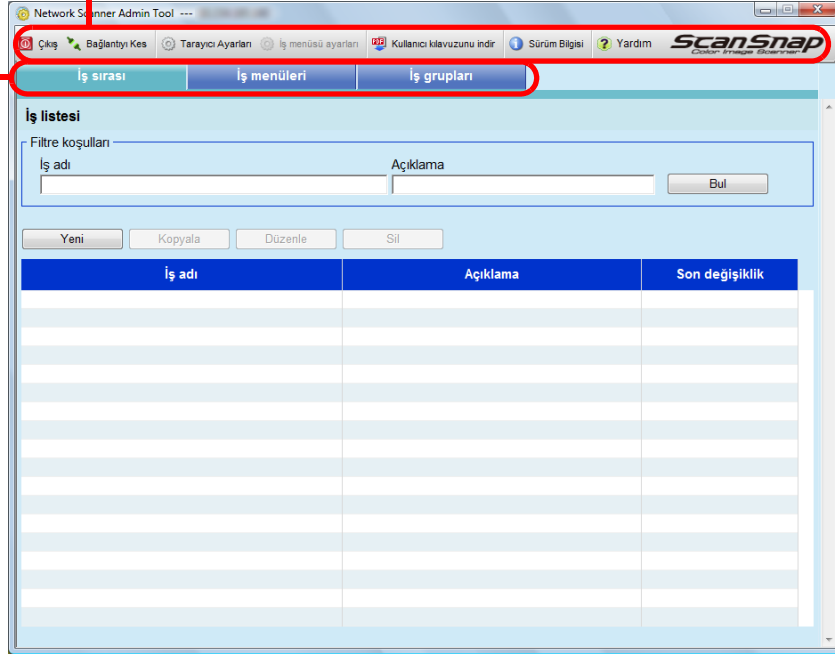 Network Scanner Admin Tool ---
Çıkış Bağlantıyı Kes Tarayıcı Ayarları İş menüsü ayarları Kullanıcı kılavuzunu indir Sürüm Bilgisi Yardım ScanSnap
Color Image Scanner
İş sırası İş menüleri İş grupları
İş listesi
Filtre koşulları
İş adı Açıklama
Bul
Yeni Kopyala Düzenle Sil
İş adı Açıklama Son değişiklik